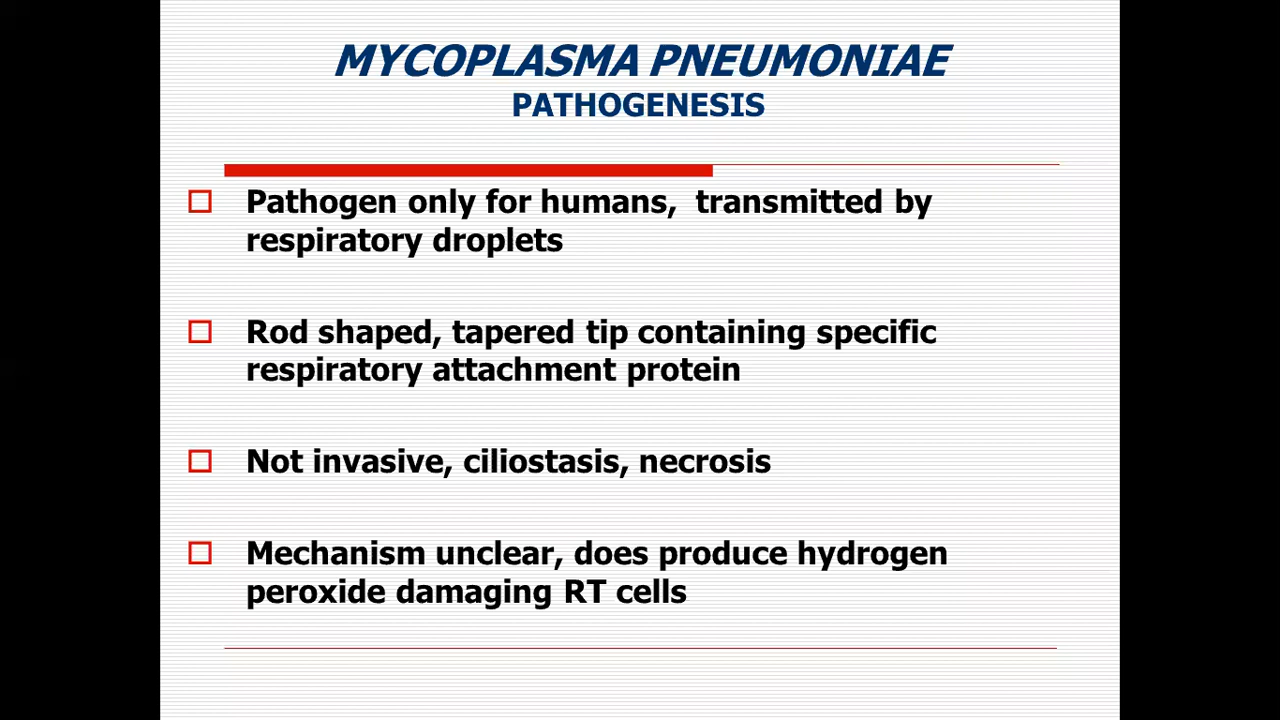 MYCOPLASMA PNEUMONIAE
PATHOGENESIS
Pathogen only for humans,  transmitted by
respiratory droplets
Rod shaped, tapered tip containing specific
respiratory attachment protein
Not invasive, ciliostasis, necrosis
Mechanism unclear, does produce hydrogen
peroxide damaging RT cells